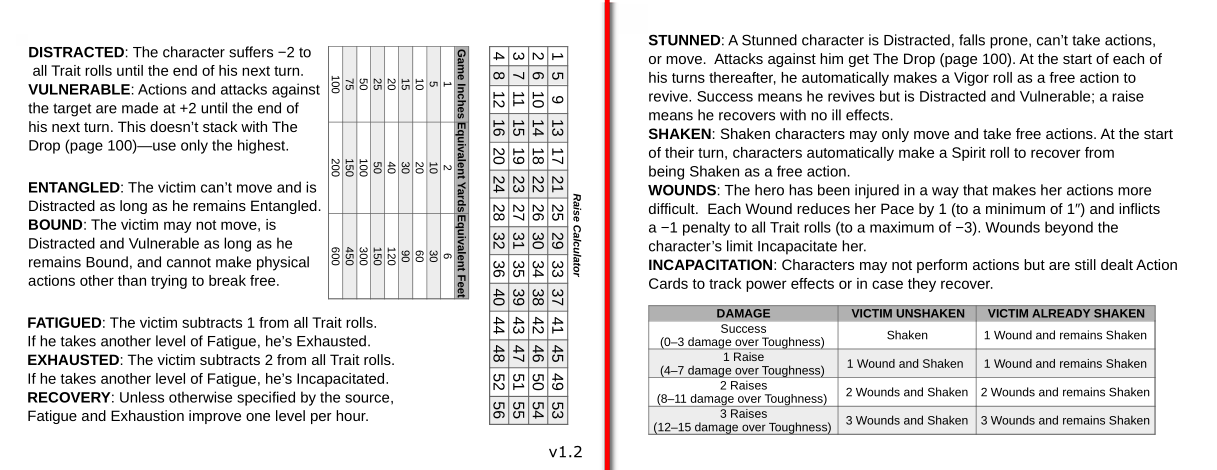 DISTRACTED: The character suffers −2 to
all Trait rolls until the end of his next turn.
VULNERABLE: Actions and attacks against
the target are made at +2 until the end of
his next turn. This doesn’t stack with The
Drop (page 100)—use only the highest.
ENTANGLED: The victim can’t move and is
Distracted as long as he remains Entangled.
BOUND: The victim may not move, is
Distracted and Vulnerable as long as he
remains Bound, and cannot make physical
actions other than trying to break free.
FATIGUED: The victim subtracts 1 from all Trait rolls.
If he takes another level of Fatigue, he’s Exhausted.
EXHAUSTED: The victim subtracts 2 from all Trait rolls.
If he takes another level of Fatigue, he’s Incapacitated.
RECOVERY: Unless otherwise specified by the source,
Fatigue and Exhaustion improve one level per hour.
Game Inches Equivalent Yards Equivalent Feet
1 2 6
5 10 30
10 20 60
15 30 90
20 40 120
25 50 150
50 100 300
75 150 450
100 200 600
Raise Calculator
1 5 9 13 17 21 25 29 33 37 41 45 49 53
2 6 10 14 18 22 26 30 34 38 42 46 50 54
3 7 11 15 19 23 27 31 35 39 43 47 51 55
4 8 12 16 20 24 28 32 36 40 44 48 52 56
v1.2
STUNNED: A Stunned character is Distracted, falls prone, can’t take actions,
or move. Attacks against him get The Drop (page 100). At the start of each of
his turns thereafter, he automatically makes a Vigor roll as a free action to
revive. Success means he revives but is Distracted and Vulnerable; a raise
means he recovers with no ill effects.
SHAKEN: Shaken characters may only move and take free actions. At the start
of their turn, characters automatically make a Spirit roll to recover from
being Shaken as a free action.
WOUNDS: The hero has been injured in a way that makes her actions more
difficult. Each Wound reduces her Pace by 1 (to a minimum of 1″) and inflicts
a −1 penalty to all Trait rolls (to a maximum of −3). Wounds beyond the
character’s limit Incapacitate her.
INCAPACITATION: Characters may not perform actions but are still dealt Action
Cards to track power effects or in case they recover.
DAMAGE VICTIM UNSHAKEN VICTIM ALREADY SHAKEN
Success
(0–3 damage over Toughness) Shaken 1 Wound and remains Shaken
1 Raise
(4–7 damage over Toughness) 1 Wound and Shaken 1 Wound and remains Shaken
2 Raises
(8–11 damage over Toughness) 2 Wounds and Shaken 2 Wounds and remains Shaken
3 Raises
(12–15 damage over Toughness) 3 Wounds and Shaken 3 Wounds and remains Shaken